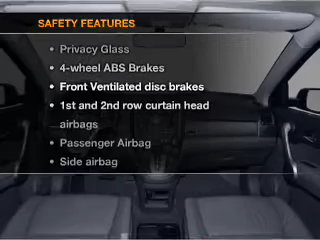 SAFETY FEATURES
• Privacy Glass
• 4-wheel ABS Brakes
• Front Ventilated disc brakes
• 1st and 2nd row curtain head
airbags
• Passenger Airbag
• Side airbag